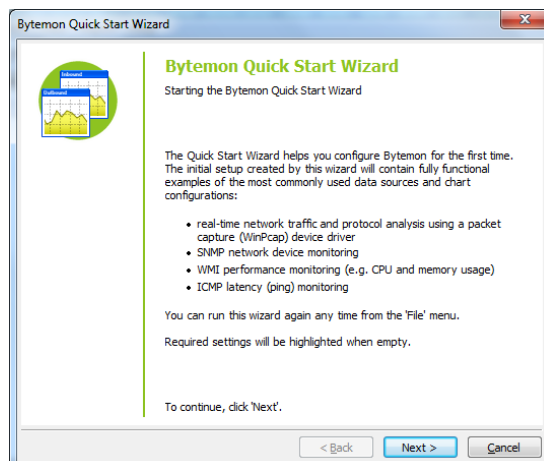 Bytemon Quick Start Wizard
Inbound
Outbound
Bytemon Quick Start Wizard
Starting the Bytemon Quick Start Wizard
The Quick Start Wizard helps you configure Bytemon for the first time.
The initial setup created by this wizard will contain fully functional
examples of the most commonly used data sources and chart
configurations:
• real-time network traffic and protocol analysis using a packet
capture (WinPcap) device driver
• SNMP network device monitoring
• WMI performance monitoring (e.g. CPU and memory usage)
• ICMP latency (ping) monitoring
You can run this wizard again any time from the 'File' menu.
Required settings will be highlighted when empty.
To continue, click 'Next'.
< Back
Next >
Cancel